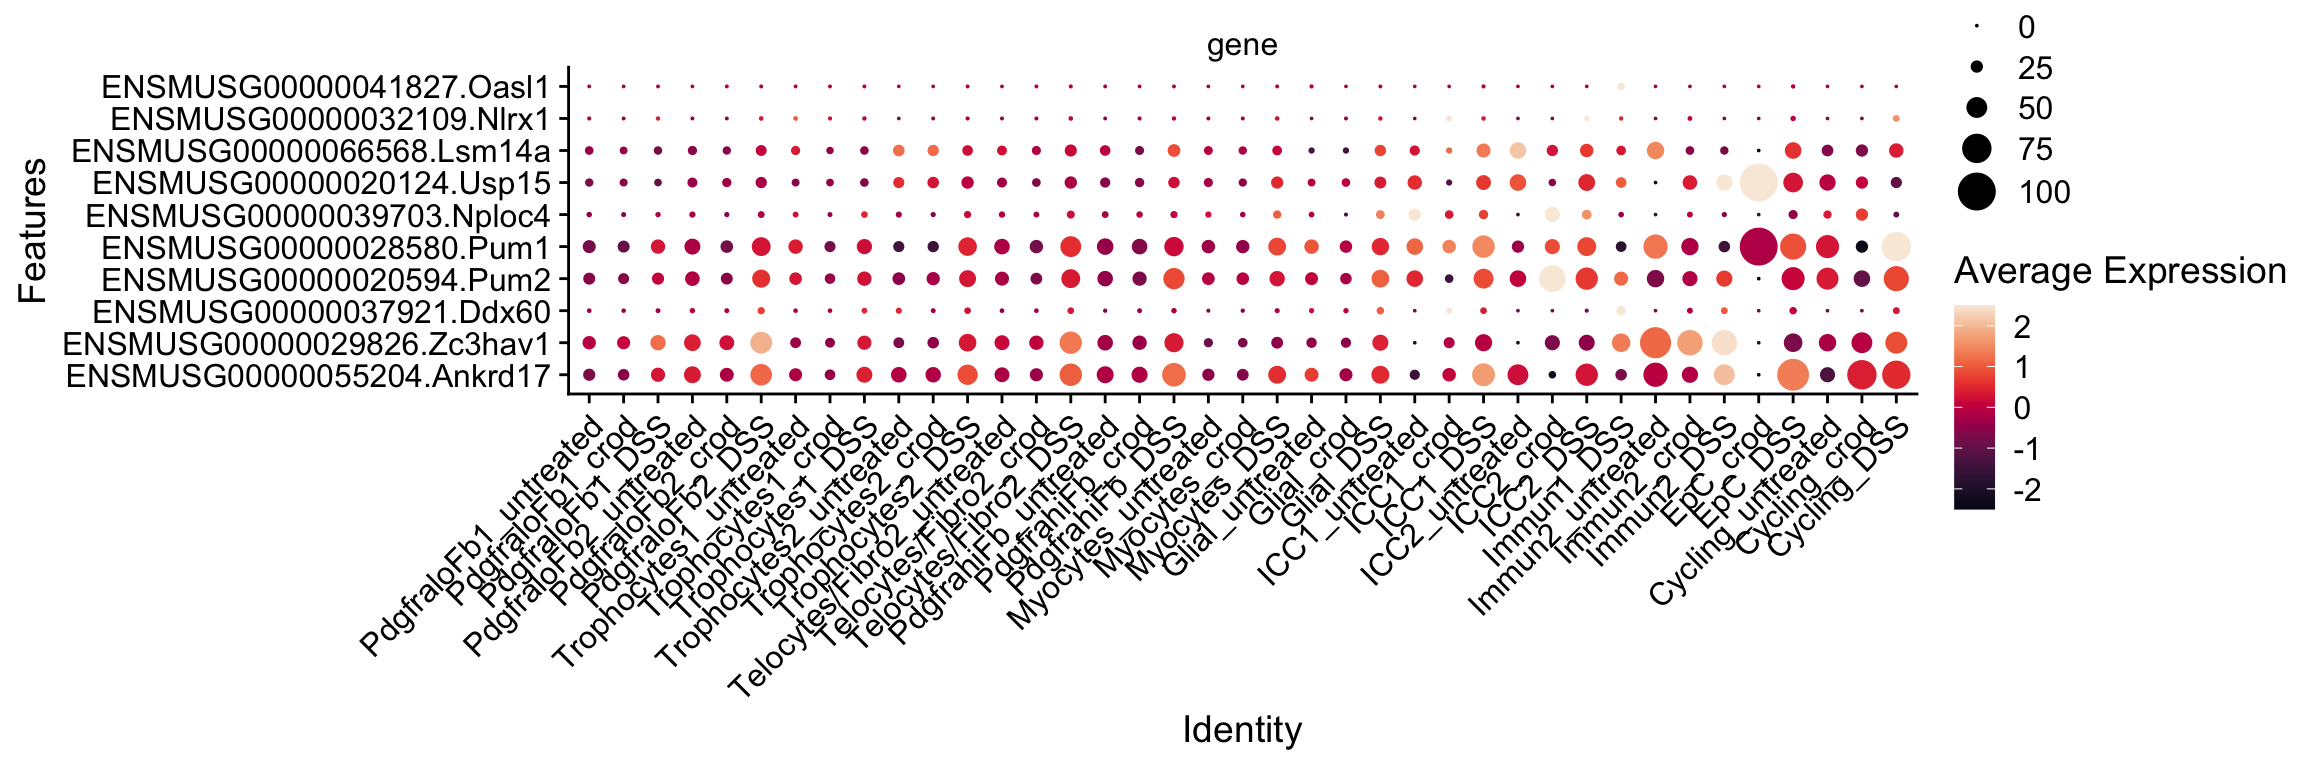 gene
Features
ENSMUSG00000041827.Oasl1
ENSMUSG00000032109.Nlrx1
ENSMUSG00000066568.Lsm14a
ENSMUSG00000020124.Usp15
ENSMUSG00000039703.Nploc4
ENSMUSG00000028580.Pum1
ENSMUSG00000020594.Pum2
ENSMUSG00000037921.Ddx60
ENSMUSG00000029826.Zc3hav1
ENSMUSG00000055204.Ankrd17
PdgfraloFb1_untreated
PdgfraloFb1_crod
PdgfraloFb1_DSS
PdgfraloFb2_untreated
PdgfraloFb2_crod
PdgfraloFb2_DSS
Trophocytes1_untreated
Trophocytes1_crod
Trophocytes1_DSS
Trophocytes2_untreated
Trophocytes2_crod
Trophocytes2_DSS
Telocytes/Fibro2_untreated
Telocytes/Fibro2_crod
Telocytes/Fibro2_DSS
PdgfrahiFb_untreated
PdgfrahiFb_crod
PdgfrahiFb_DSS
Myocytes_untreated
Myocytes_crod
Myocytes_DSS
Glial_untreated
Glial_crod
Glial_DSS
ICC1_untreated
ICC1_crod
ICC1_DSS
ICC2_untreated
ICC2_crod
ICC2_DSS
Immun1_DSS
Immun2_untreated
Immun2_crod
Immun2_DSS
EpC_crod
EpC_DSS
Cycling_untreated
Cycling_crod
Cycling_DSS
Identity
0
25
50
75
100
Average Expression
2
1
0
-1
-2